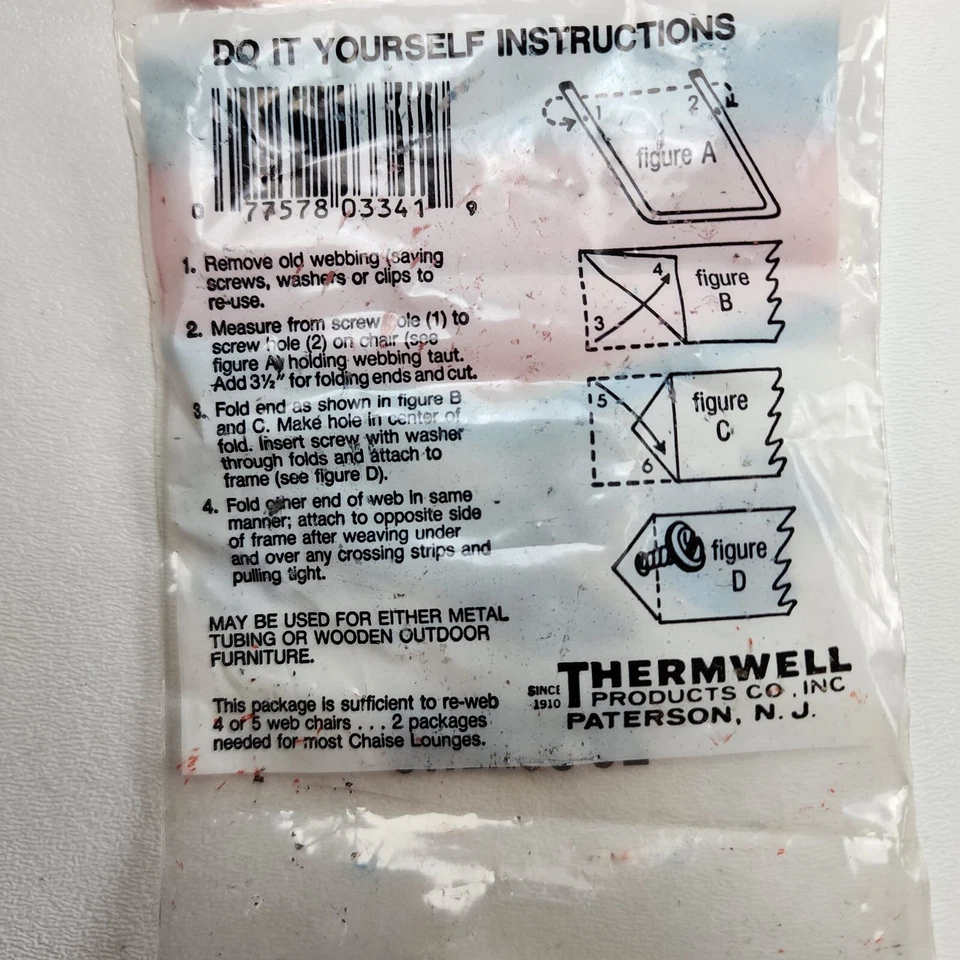 DO IT YOURSELF INSTRUCTIONS
0 77578 03341 9
1 2
figure A
1. Remove old webbing (saving
screws, washers or clips to
re-use.
2. Measure from screw ole (1) to
screw hole (2) on chair (see
figure A) holding webbing taut.
Add 3½" for folding ends and cut.
3. Fold end as shown in figure B
and C. Make hole in center of
fold. Insert screw with washer
through folds and attach to
frame (see figure D).
4. Fold other end of web in same
manner; attach to opposite side
of frame after weaving under
and over any crossing strips and
pulling tight.
4
3
figure
B
5
6
figure
C
figure
D
MAY BE USED FOR EITHER METAL
TUBING OR WOODEN OUTDOOR
FURNITURE.
This package is sufficient to re-web
4 or 5 web chairs . . . 2 packages
needed for most Chaise Lounges.
SINCE
1910
THERMWELL
PRODUCTS CO., INC
PATERSON, N. J.